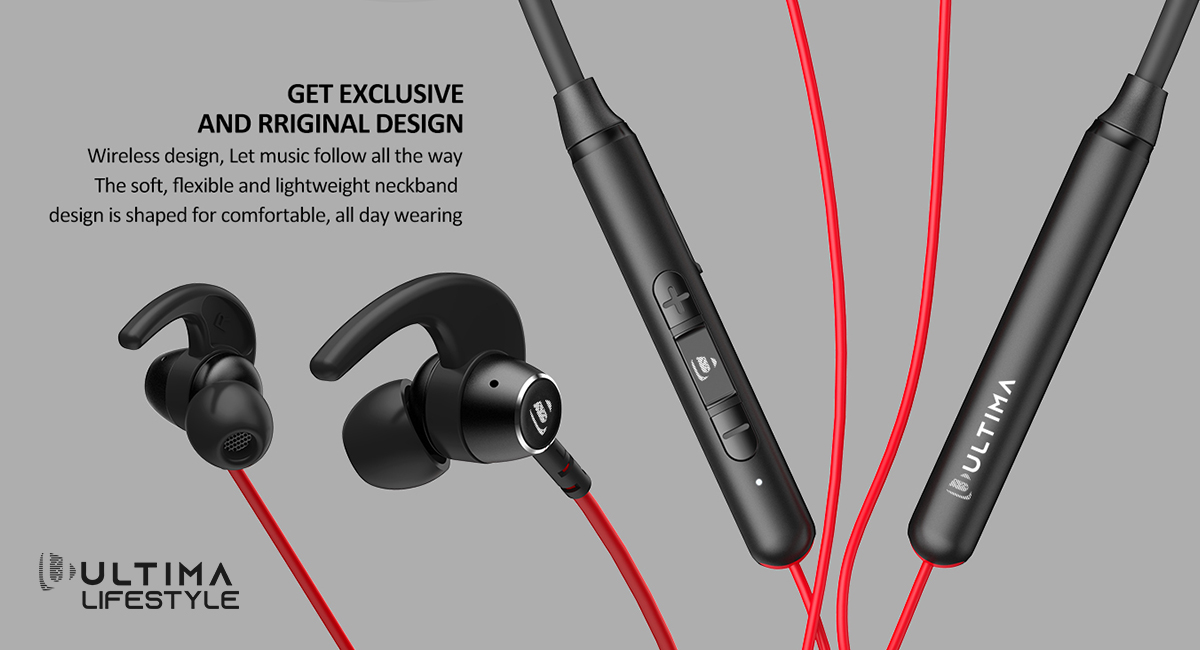 GET EXCLUSIVE
AND RRIGINAL DESIGN
Wireless design, Let music follow all the way
The soft, flexible and lightweight neckband
design is shaped for comfortable, all day wearing
ULTIMA
ULTIMA
LIFESTYLE